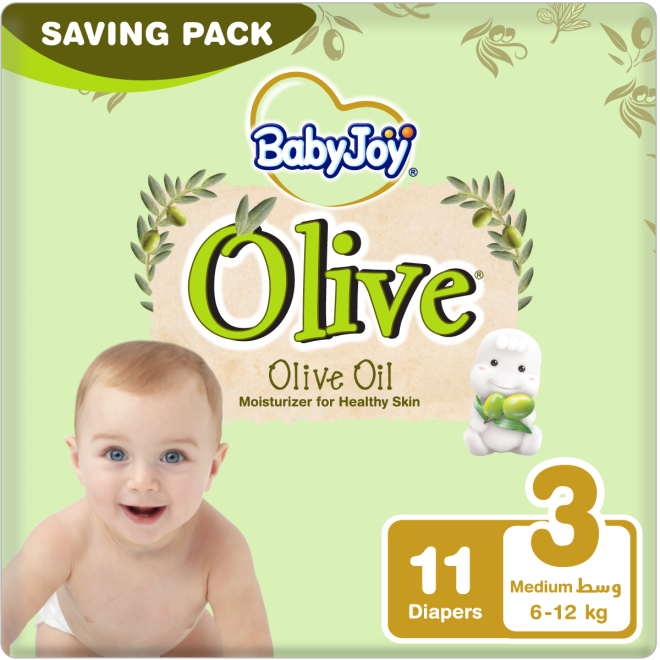 SAVING PACK
BabyJoy®
Olive®
Olive Oil
Moisturizer for Healthy Skin
3
11
Diapers
Medium وسط
6-12 kg